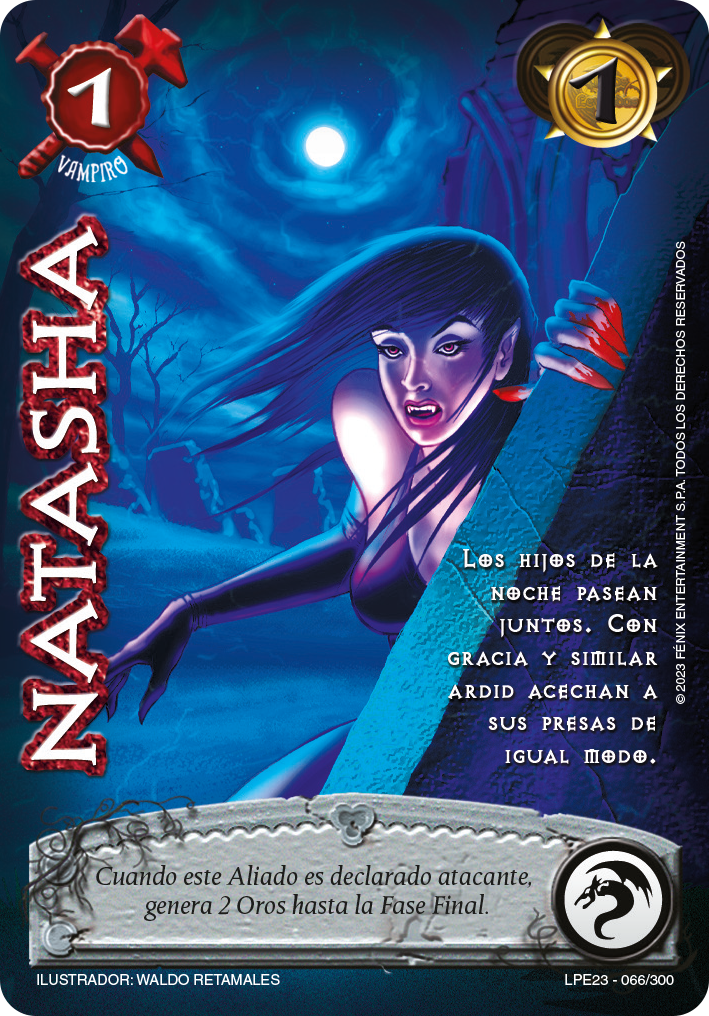 1
VAMPIRO
1
NATASHA
Los hijos de la
noche pasean
juntos. Con
gracia y similar
ardid acechan a
sus presas de
igual modo.
© 2023 FÉNIX ENTERTAINMENT S.P.A. TODOS LOS DERECHOS RESERVADOS
Cuando este Aliado es declarado atacante,
genera 2 Oros hasta la Fase Final.
ILUSTRADOR: WALDO RETAMALES
LPE23 - 066/300